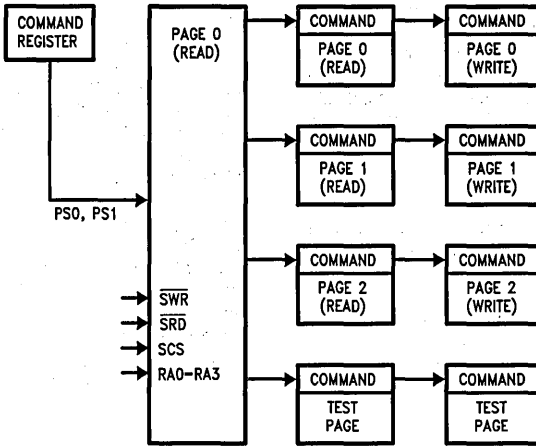 COMMAND
REGISTER
PS0, PS1
PAGE 0
(READ)
SWR
SRD
SCS
RA0-RA3
COMMAND
PAGE 0
(READ)
COMMAND
PAGE 0
(WRITE)
COMMAND
PAGE 1
(READ)
COMMAND
PAGE 1
(WRITE)
COMMAND
PAGE 2
(READ)
COMMAND
PAGE 2
(WRITE)
COMMAND
TEST
PAGE
COMMAND
TEST
PAGE